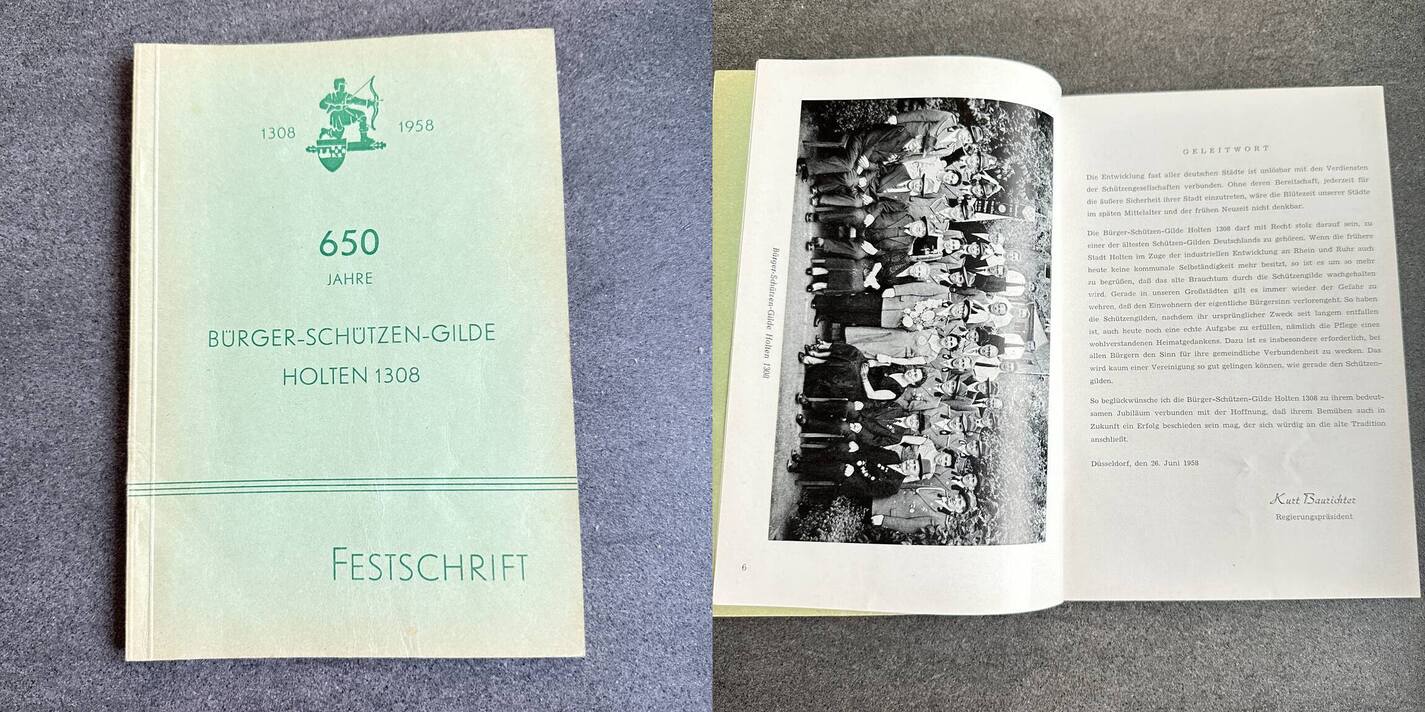 1308 1958
650
JAHRE
BÜRGER-SCHÜTZEN-GILDE
HOLTEN 1308
FESTSCHRIFT
Bürger-Schützen-Gilde Holten 1308
6
GELEITWORT
Die Entwicklung fast aller deutschen Städte ist unlösbar mit den Verdiensten
der Schützengesellschaften verbunden. Ohne deren Bereitschaft, jederzeit für
die äußere Sicherheit ihrer Stadt einzutreten, wäre die Blütezeit unserer Städte
im späten Mittelalter und der frühen Neuzeit nicht denkbar.
Die Bürger-Schützen-Gilde Holten 1308 darf mit Recht stolz darauf sein, zu
einer der ältesten Schützen-Gilden Deutschlands zu gehören. Wenn die frühere
Stadt Holten im Zuge der industriellen Entwicklung an Rhein und Ruhr auch
heute keine kommunale Selbständigkeit mehr besitzt, so ist es um so mehr
zu begrüßen, daß das alte Brauchtum durch die Schützengilde wachgehalten
wird. Gerade in unseren Großstädten gilt es immer wieder der Gefahr zu
wehren, daß den Einwohnern der eigentliche Bürgersinn verlorengeht. So haben
die Schützengilden, nachdem ihr ursprünglicher Zweck seit langem entfallen
ist, auch heute noch eine echte Aufgabe zu erfüllen, nämlich die Pflege eines
wohlverstandenen Heimatgedankens. Dazu ist es insbesondere erforderlich, bei
allen Bürgern den Sinn für ihre gemeindliche Verbundenheit zu wecken. Das
wird kaum einer Vereinigung so gut gelingen können, wie gerade den Schützen-
gilden.
So beglückwünsche ich die Bürger-Schützen-Gilde Holten 1308 zu ihrem bedeut-
samen Jubiläum verbunden mit der Hoffnung, daß ihrem Bemühen auch in
Zukunft ein Erfolg beschieden sein mag, der sich würdig an die alte Tradition
anschließt.
Düsseldorf, den 26. Juni 1958
Kurt Baurichter
Regierungspräsident